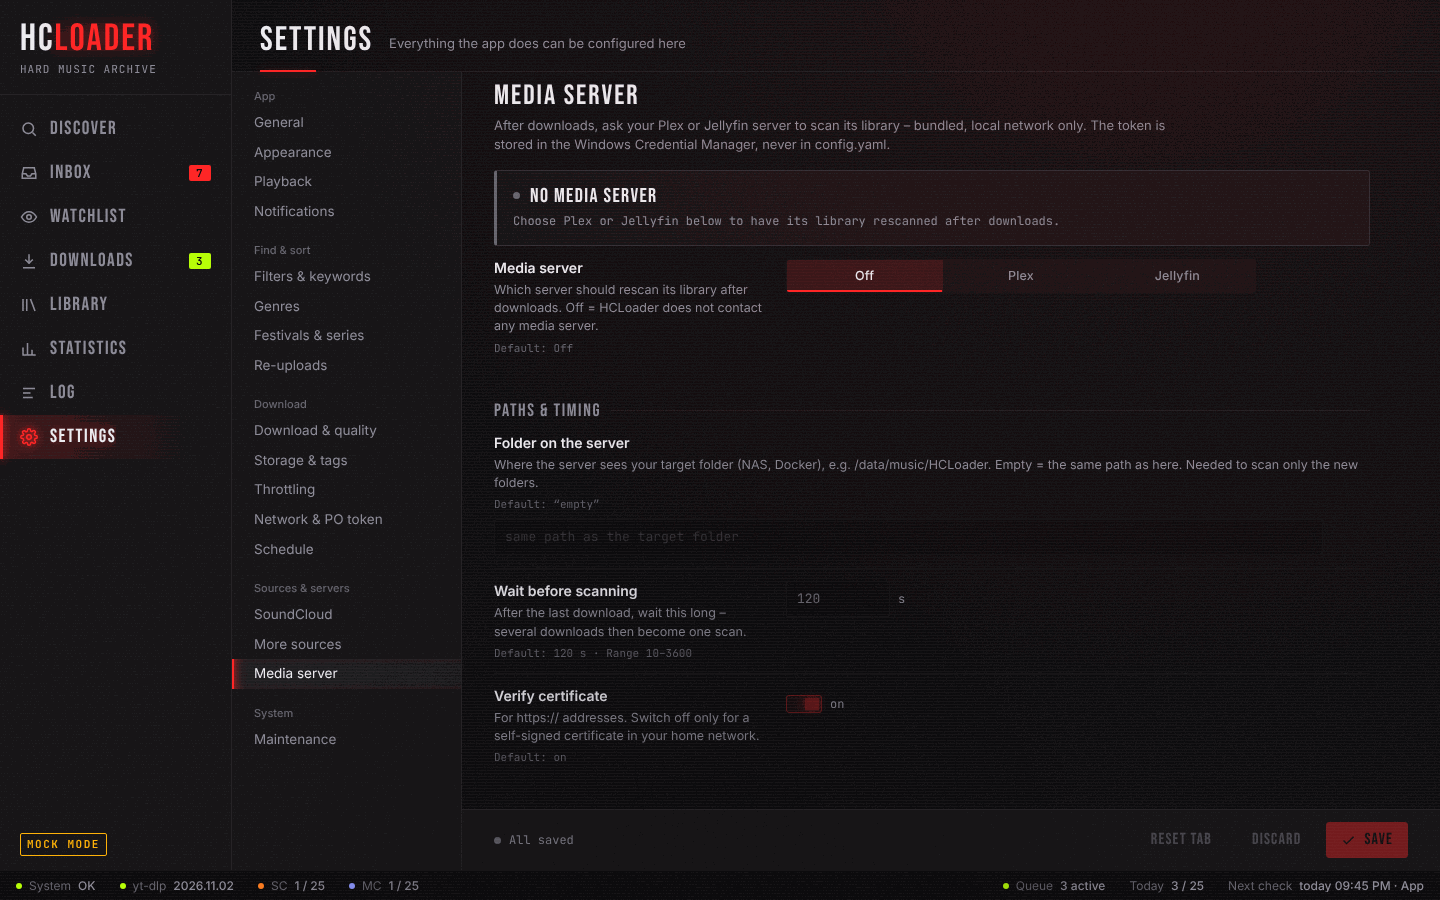 HCLOADER
HARD MUSIC ARCHIVE
DISCOVER
INBOX 7
WATCHLIST
DOWNLOADS 3
LIBRARY
STATISTICS
LOG
SETTINGS
MOCK MODE
SETTINGS Everything the app does can be configured here
App
General
Appearance
Playback
Notifications
Find & sort
Filters & keywords
Genres
Festivals & series
Re-uploads
Download
Download & quality
Storage & tags
Throttling
Network & PO token
Schedule
Sources & servers
SoundCloud
More sources
Media server
System
Maintenance
MEDIA SERVER
After downloads, ask your Plex or Jellyfin server to scan its library – bundled, local network only. The token is
stored in the Windows Credential Manager, never in config.yaml.
NO MEDIA SERVER
Choose Plex or Jellyfin below to have its library rescanned after downloads.
Media server
Which server should rescan its library after
downloads. Off = HCLoader does not contact
any media server.
Default: Off
Off Plex Jellyfin
PATHS & TIMING
Folder on the server
Where the server sees your target folder (NAS, Docker), e.g. /data/music/HCLoader. Empty = the same path as here. Needed to scan only the new
folders.
Default: “empty”
same path as the target folder
Wait before scanning
After the last download, wait this long –
several downloads then become one scan.
Default: 120 s · Range 10–3600
120 s
Verify certificate
For https:// addresses. Switch off only for a
self-signed certificate in your home network.
Default: on
on
All saved
RESET TAB DISCARD SAVE
System OK yt-dlp 2026.11.02 SC 1 / 25 MC 1 / 25 Queue 3 active Today 3 / 25 Next check today 09:45 PM · App